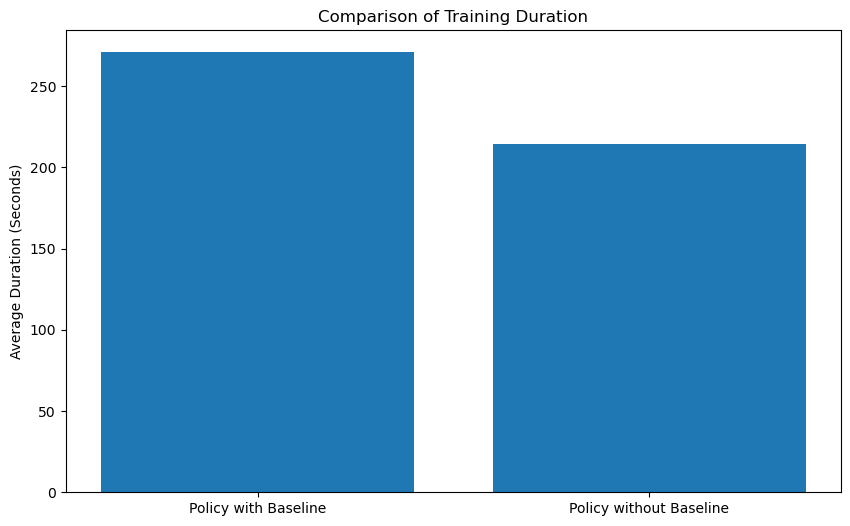 Comparison of Training Duration
Average Duration (Seconds)
250
200
150
100
50
0
Policy with Baseline
Policy without Baseline